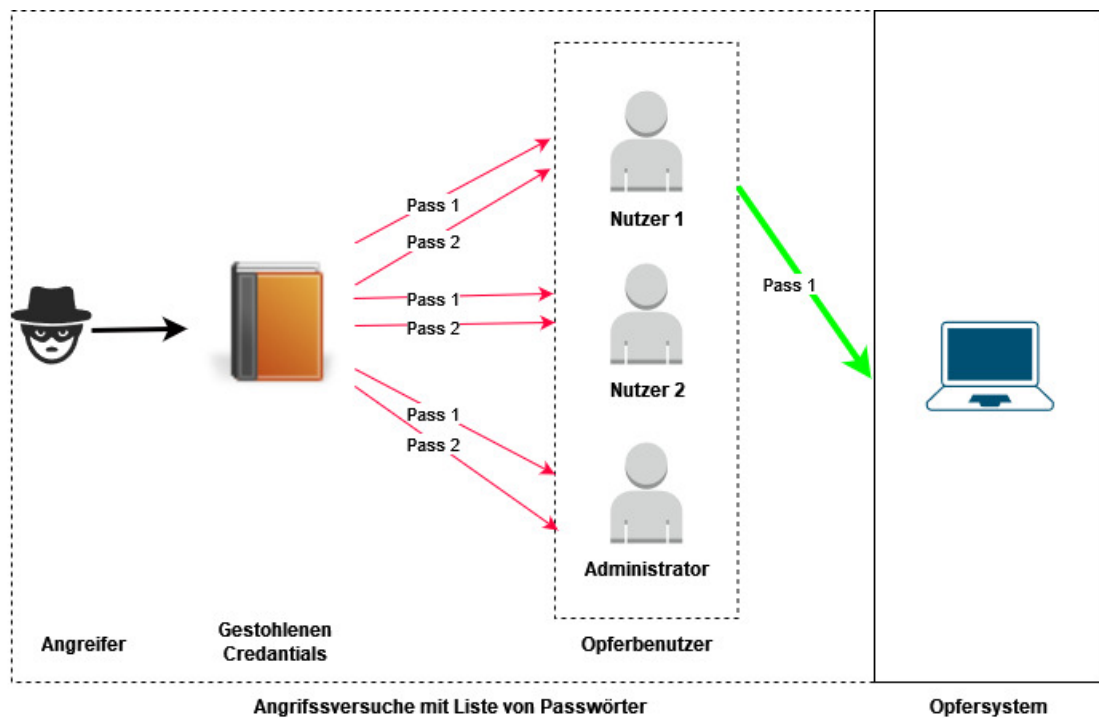 Pass 1
Pass 2
Nutzer 1
Pass 1
Pass 1
Pass 2
Nutzer 2
Pass 1
Pass 2
Administrator
Angreifer
Gestohlenen
Credantials
Opferbenutzer
Angrifssversuche mit Liste von Passwörter
Opfersystem